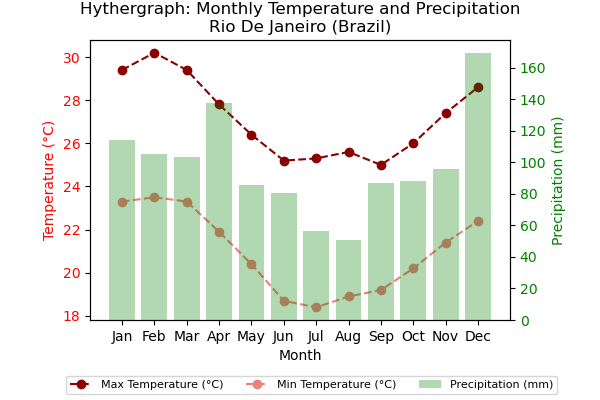 Hythergraph: Monthly Temperature and Precipitation
Rio De Janeiro (Brazil)
Temperature (°C)
30
28
26
24
22
20
18
160
140
120
100
80
60
40
20
0
Precipitation (mm)
Jan Feb Mar Apr May Jun Jul Aug Sep Oct Nov Dec
Month
Max Temperature (°C) Min Temperature (°C) Precipitation (mm)